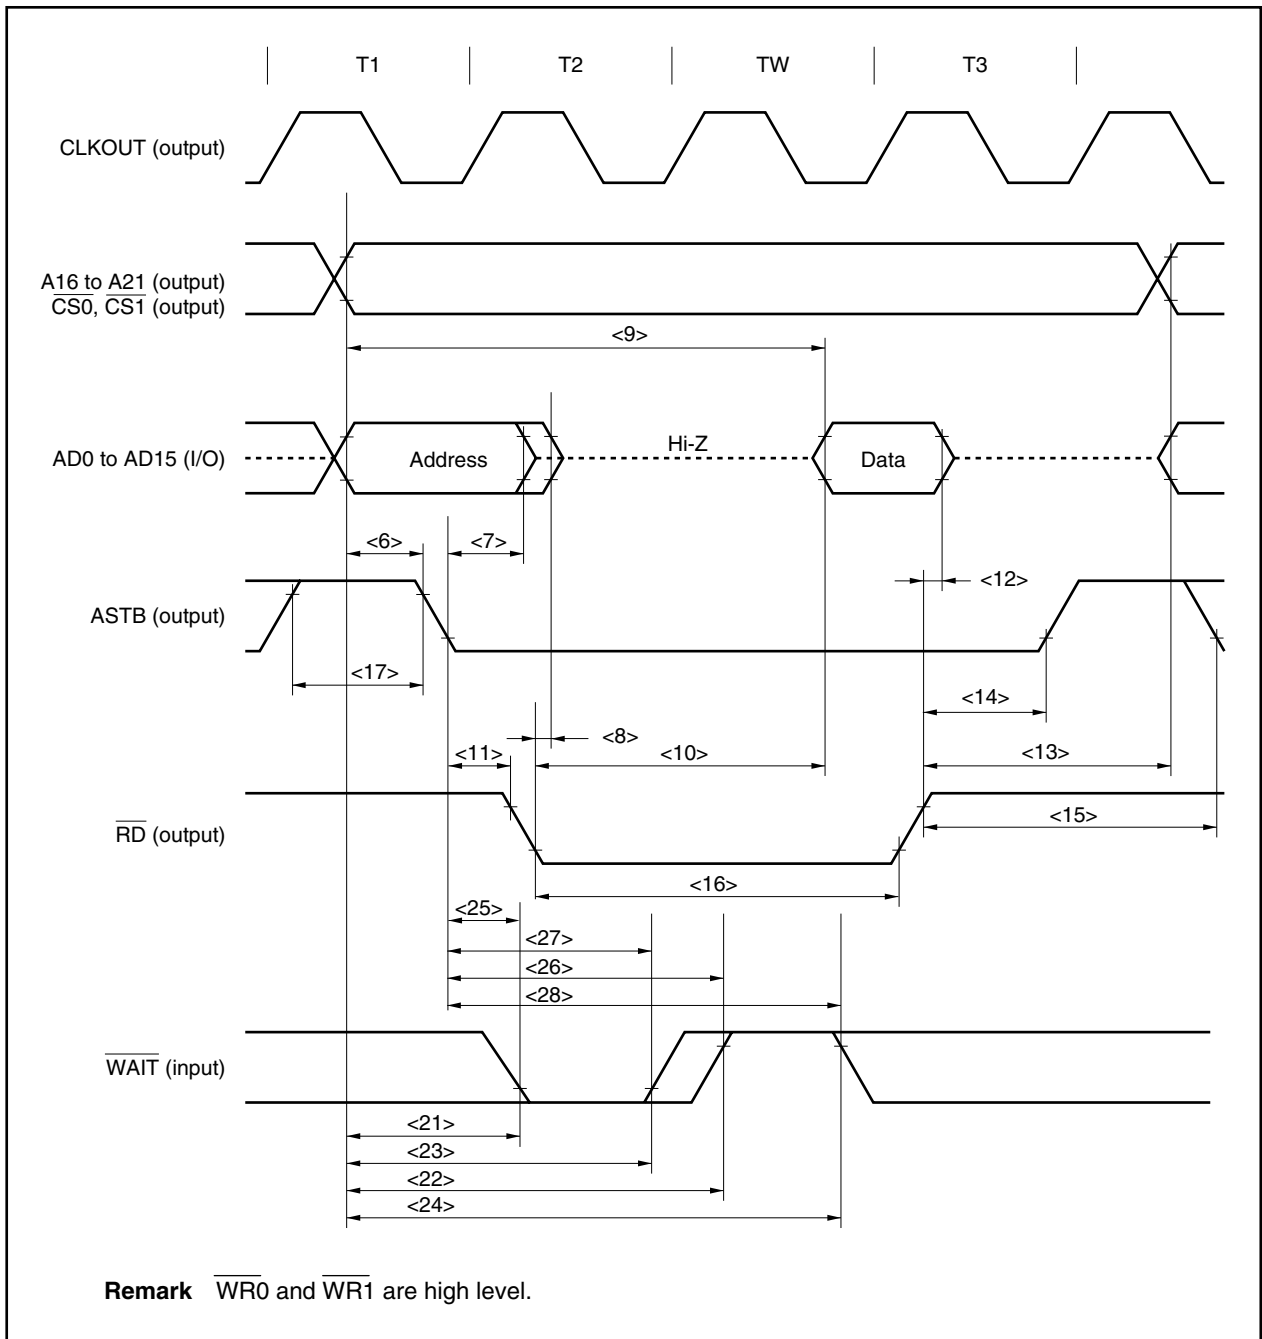 T1 T2 TW T3
CLKOUT (output)
A16 to A21 (output)
CS0, CS1 (output)
<9>
AD0 to AD15 (I/O)
Address
Hi-Z
Data
<6>
<7>
<12>
ASTB (output)
<17>
<14>
<8>
<11>
<10>
<13>
RD (output)
<15>
<16>
<25>
<27>
<26>
<28>
WAIT (input)
<21>
<23>
<22>
<24>
Remark WR0 and WR1 are high level.